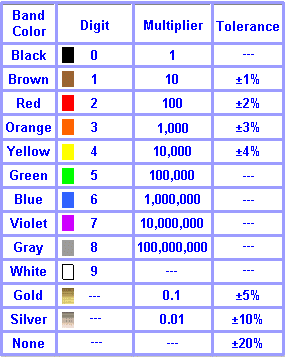 Band Color Digit Multiplier Tolerance
Black 0 1 ---
Brown 1 10 ±1%
Red 2 100 ±2%
Orange 3 1,000 ±3%
Yellow 4 10,000 ±4%
Green 5 100,000 ---
Blue 6 1,000,000 ---
Violet 7 10,000,000 ---
Gray 8 100,000,000 ---
White 9 --- ---
Gold --- 0.1 ±5%
Silver --- 0.01 ±10%
None --- --- ±20%